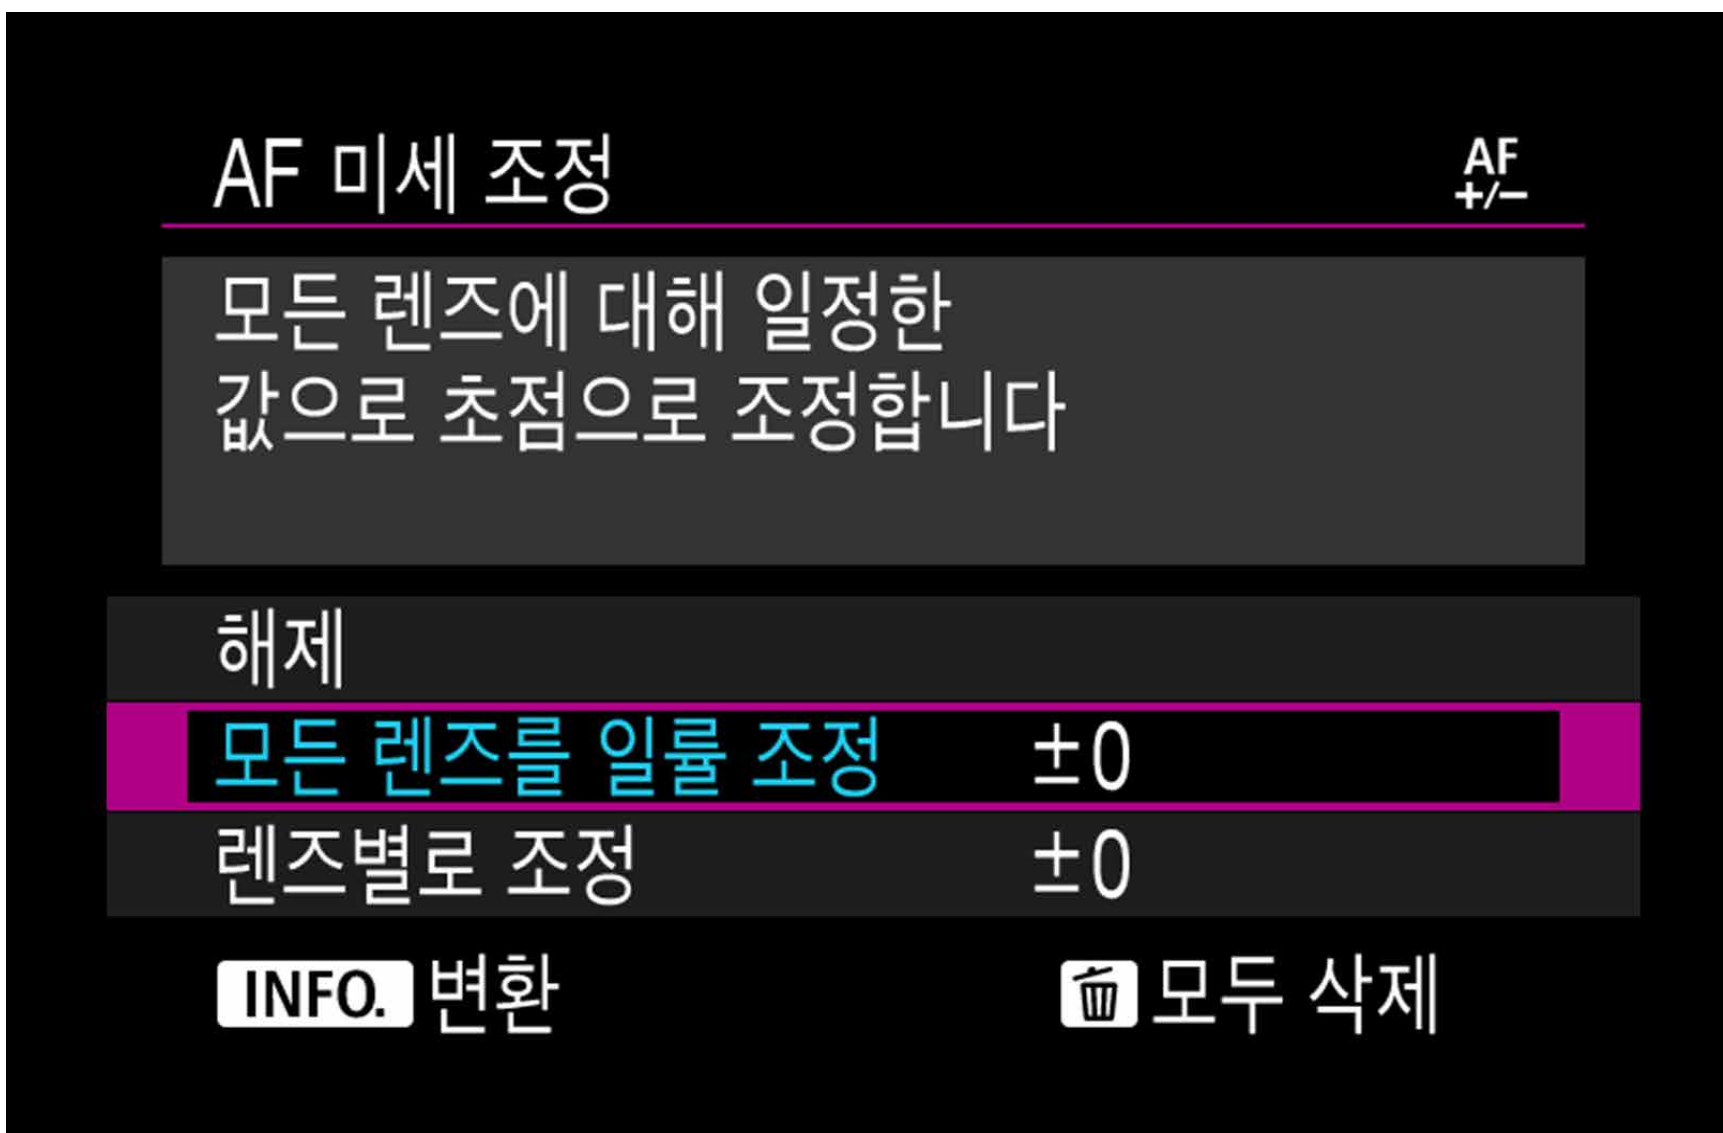 AF 미세 조정
AF
+/−
모든 렌즈에 대해 일정한
값으로 초점으로 조정합니다
해제
모든 렌즈를 일률 조정 ±0
렌즈별로 조정 ±0
INFO. 변환 모두 삭제